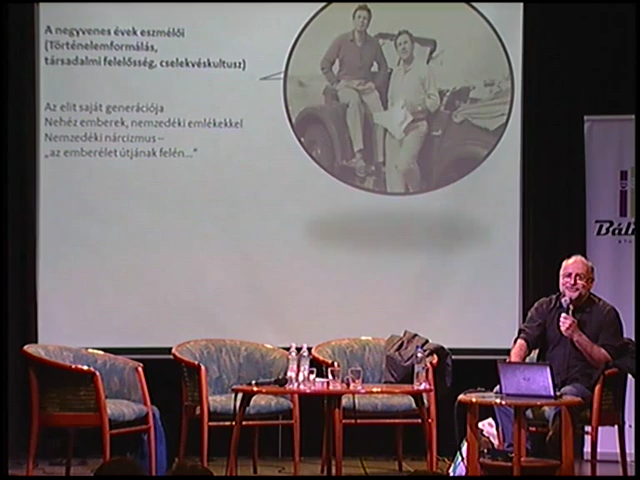 A negyvenes évek eszmélői
(Történelemformálás,
társadalmi felelősség, cselekvéskultusz)
Az elit saját generációja
Nehéz emberek, nemzedéki emlékekkel
Nemzedéki nárcizmus –
„az emberélet útjának felén…"